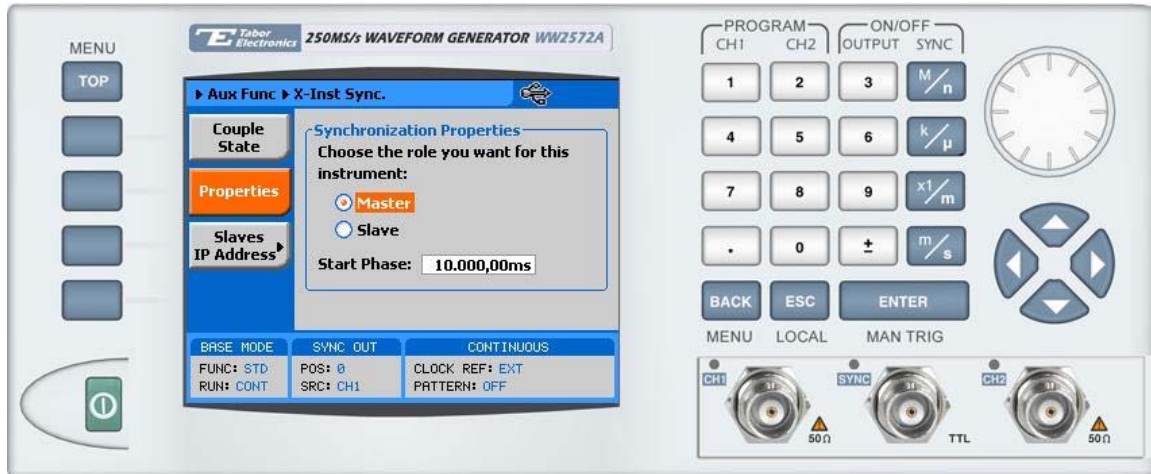 MENU
TOP
Tabor
Electronics
250MS/s WAVEFORM GENERATOR WW2572A
Aux Func X-Inst Sync.
Couple
State
Properties
Slaves
IP Address
Synchronization Properties
Choose the role you want for this
instrument:
Master
Slave
Start Phase: 10.000,00ms
BASE MODE
FUNC: STD
RUN: CONT
SYNC OUT
POS: 0
SRC: CH1
CONTINUOUS
CLOCK REF: EXT
PATTERN: OFF
PROGRAM
CH1 CH2
ON/OFF
OUTPUT SYNC
1 2 3 M/n
4 5 6 k/µ
7 8 9 x1/m
. 0 ± m/s
BACK ESC ENTER
MENU LOCAL MAN TRIG
CH1 SYNC CH2
50Ω TTL 50Ω